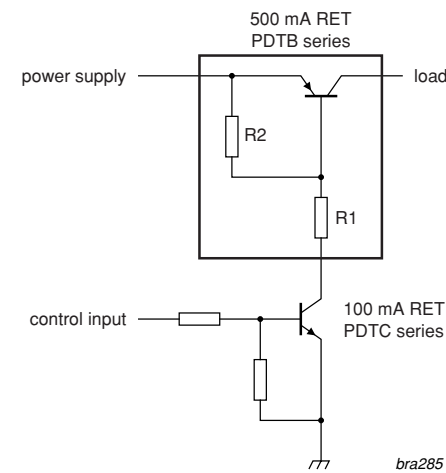 500 mA RET
PDTB series
power supply
load
R2
R1
control input
100 mA RET
PDTC series
bra285